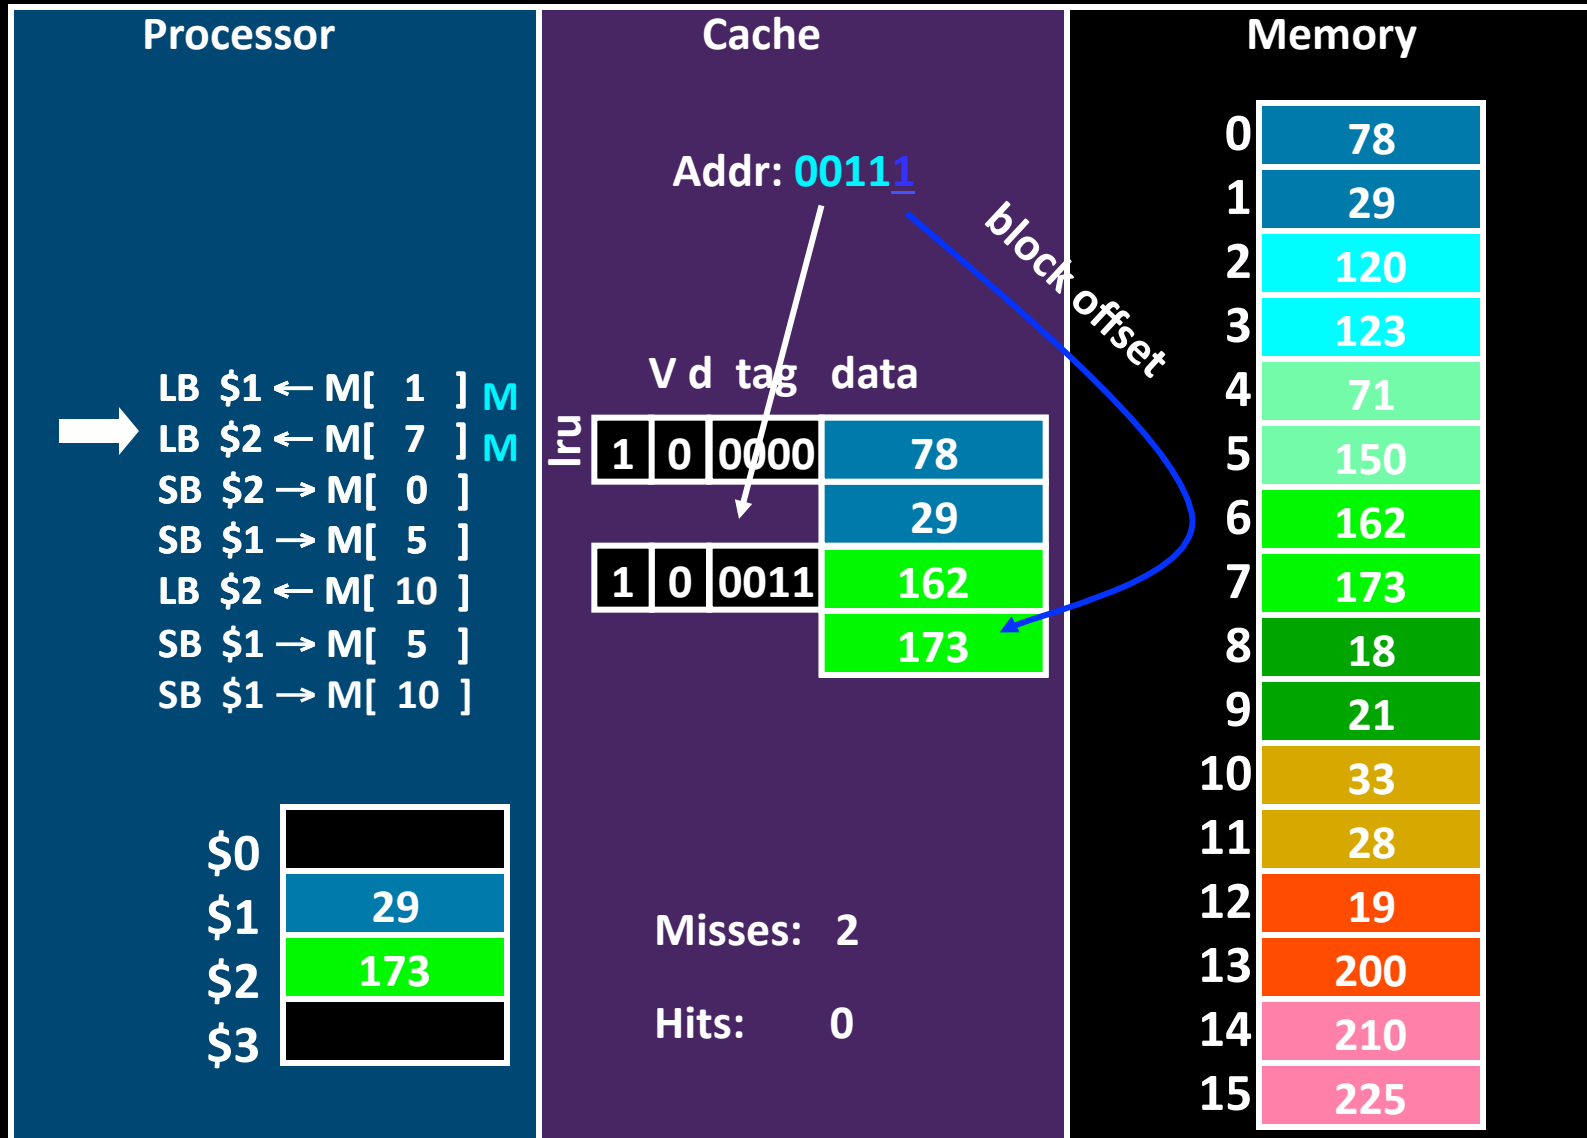 Processor
LB $1 ← M[ 1 ] M
LB $2 ← M[ 7 ] M
SB $2 → M[ 0 ]
SB $1 → M[ 5 ]
LB $2 ← M[ 10 ]
SB $1 → M[ 5 ]
SB $1 → M[ 10 ]
$0
$1 29
$2 173
$3
Cache
Addr: 00111
block offset
V d tag data
lru 1 0 0000 78
29
1 0 0011 162
173
Misses: 2
Hits: 0
Memory
0 78
1 29
2 120
3 123
4 71
5 150
6 162
7 173
8 18
9 21
10 33
11 28
12 19
13 200
14 210
15 225